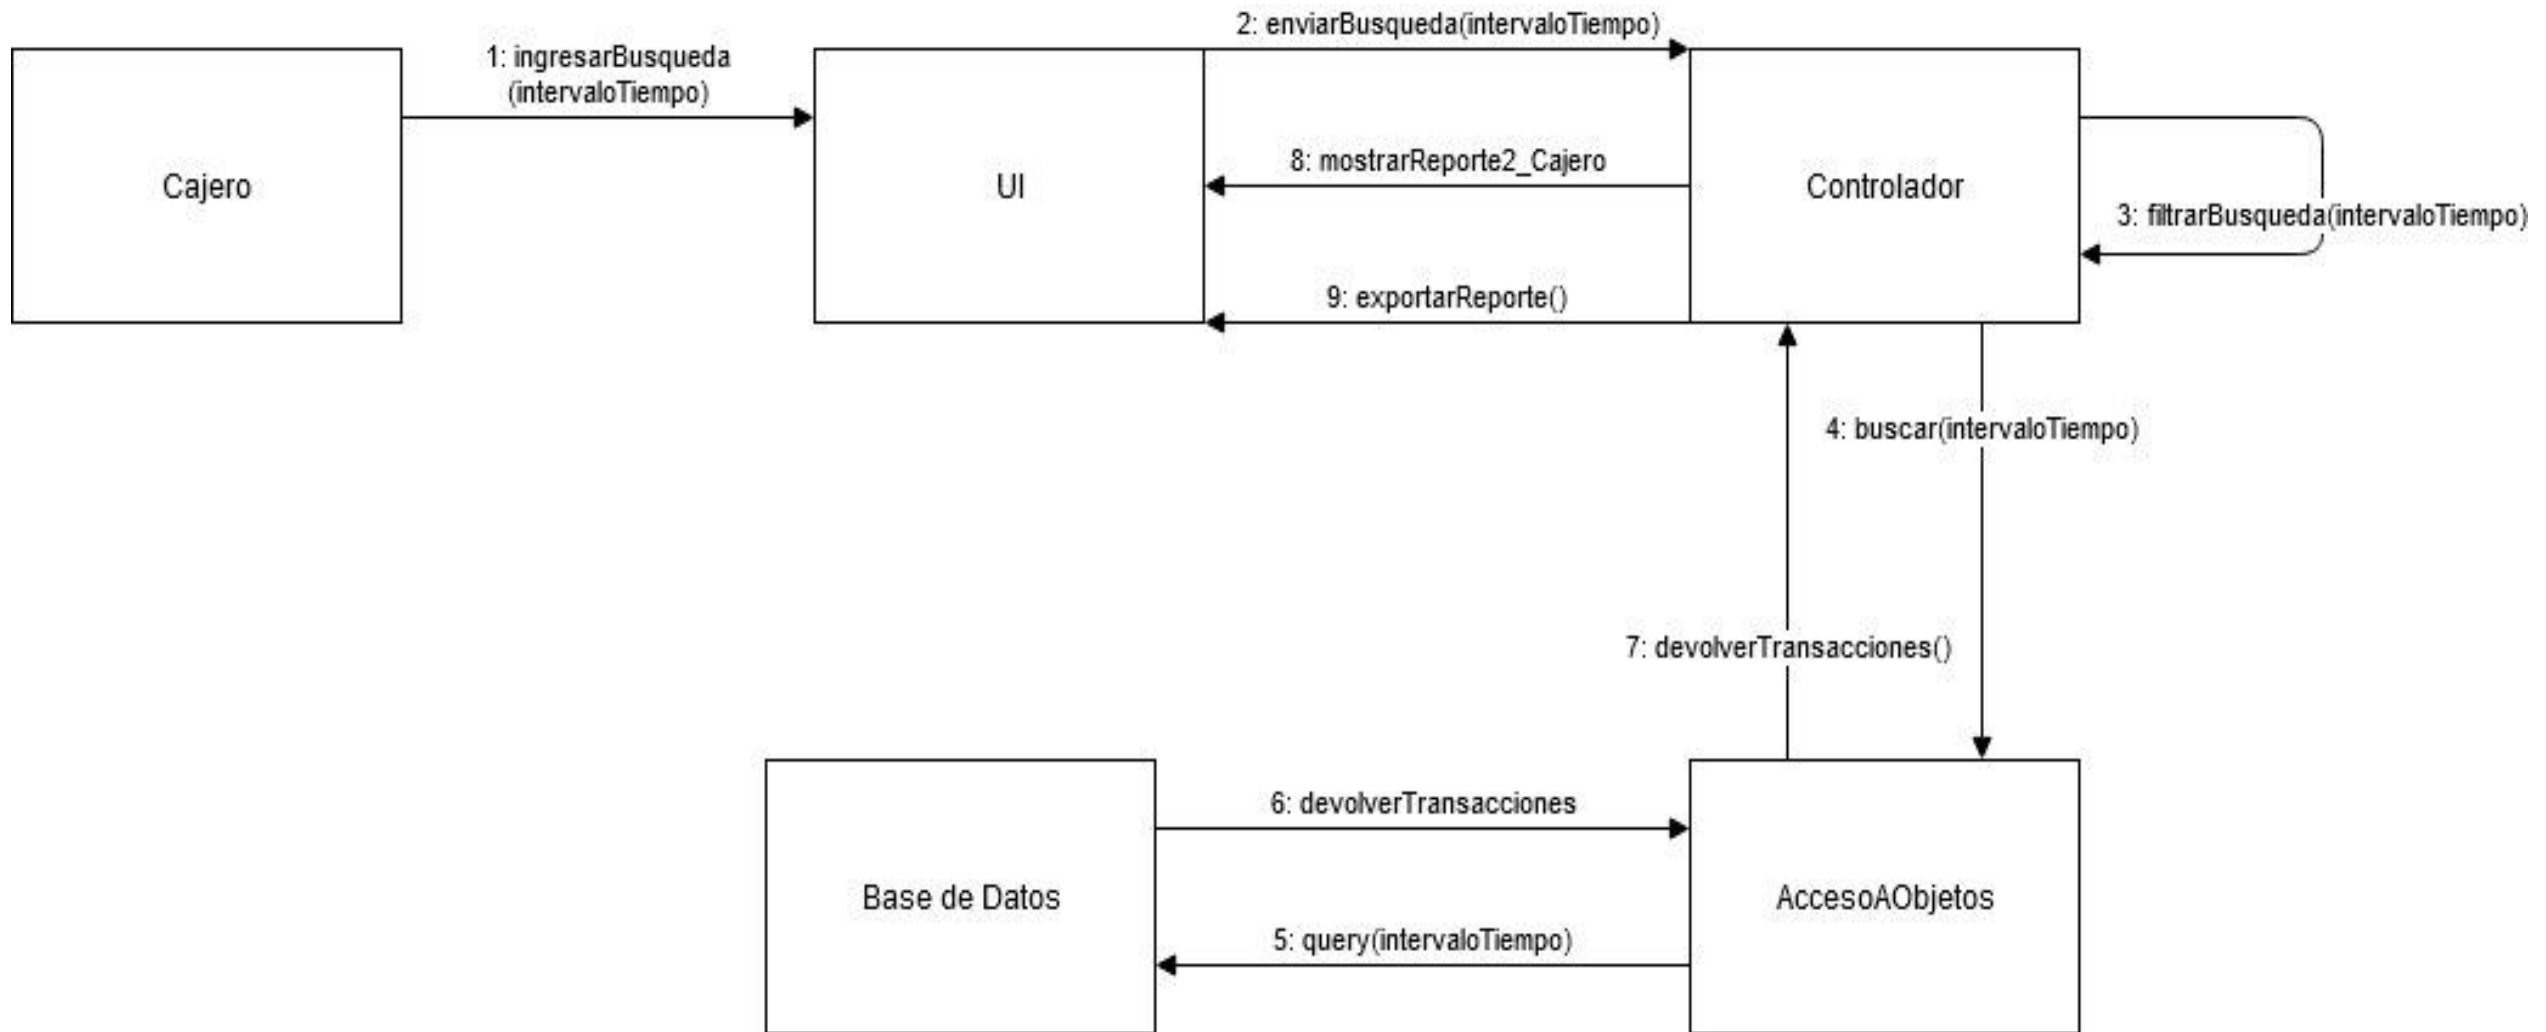 2: enviarBusqueda(intervaloTiempo)
1: ingresarBusqueda
(intervaloTiempo)
8: mostrarReporte2_Cajero
Cajero
UI
Controlador
3: filtrarBusqueda(intervaloTiempo)
9: exportarReporte()
4: buscar(intervaloTiempo)
7: devolverTransacciones()
6: devolverTransacciones
Base de Datos
AccesoAObjetos
5: query(intervaloTiempo)